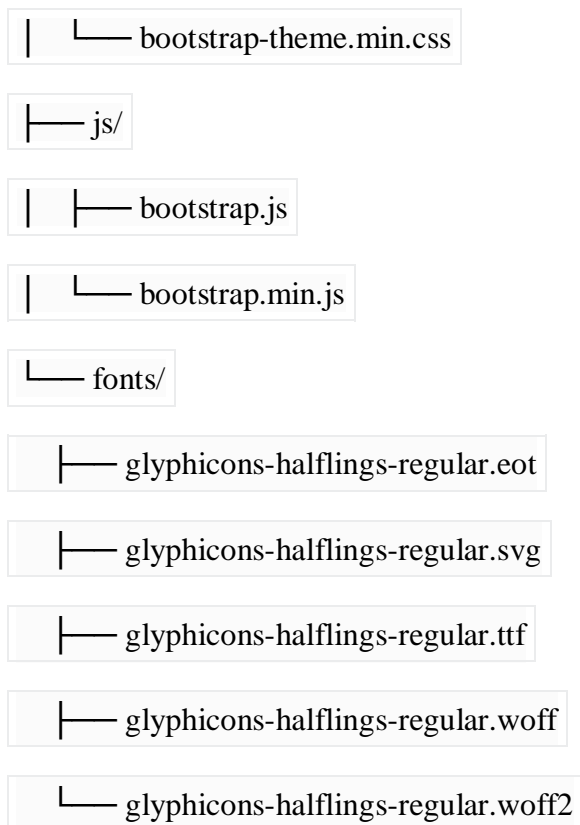 │   └── bootstrap-theme.min.css
├── js/
│   ├── bootstrap.js
│   └── bootstrap.min.js
└── fonts/
    ├── glyphicons-halflings-regular.eot
    ├── glyphicons-halflings-regular.svg
    ├── glyphicons-halflings-regular.ttf
    ├── glyphicons-halflings-regular.woff
    └── glyphicons-halflings-regular.woff2